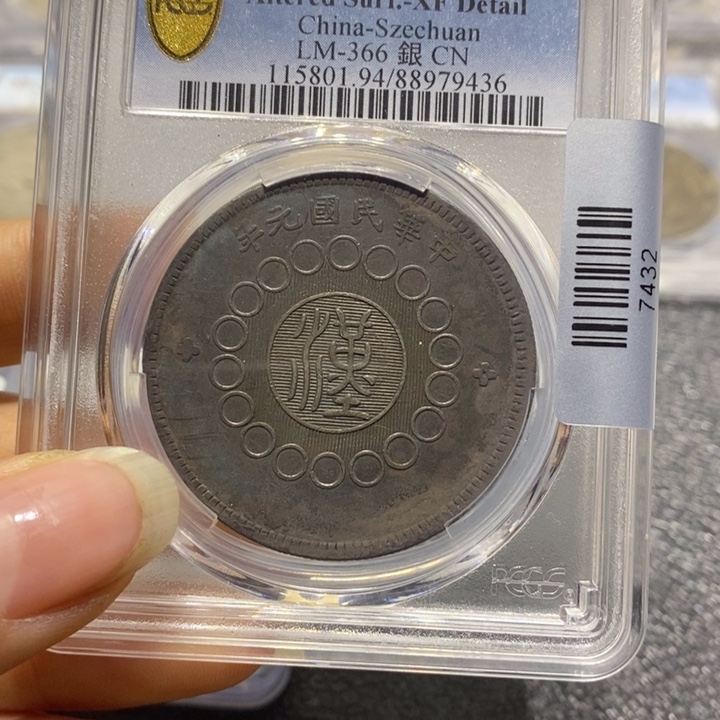 PCGS
Altered Surf.-XF Detail
China-Szechuan
LM-366 銀 CN
115801.94/88979436
7432
中華民國元年
漢
PCGS